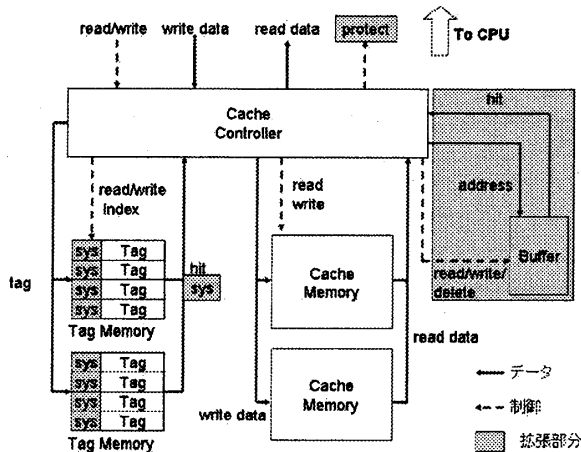 read/write
write data
read data
protect
To CPU
Cache
Controller
hit
read/write
index
read
write
address
Buffer
read/write/
delete
tag
sys Tag
sys Tag
sys Tag
sys Tag
hit
sys
Tag Memory
Cache
Memory
read data
sys Tag
sys Tag
sys Tag
sys Tag
Tag Memory
write data
Cache
Memory
データ
制御
拡張部分